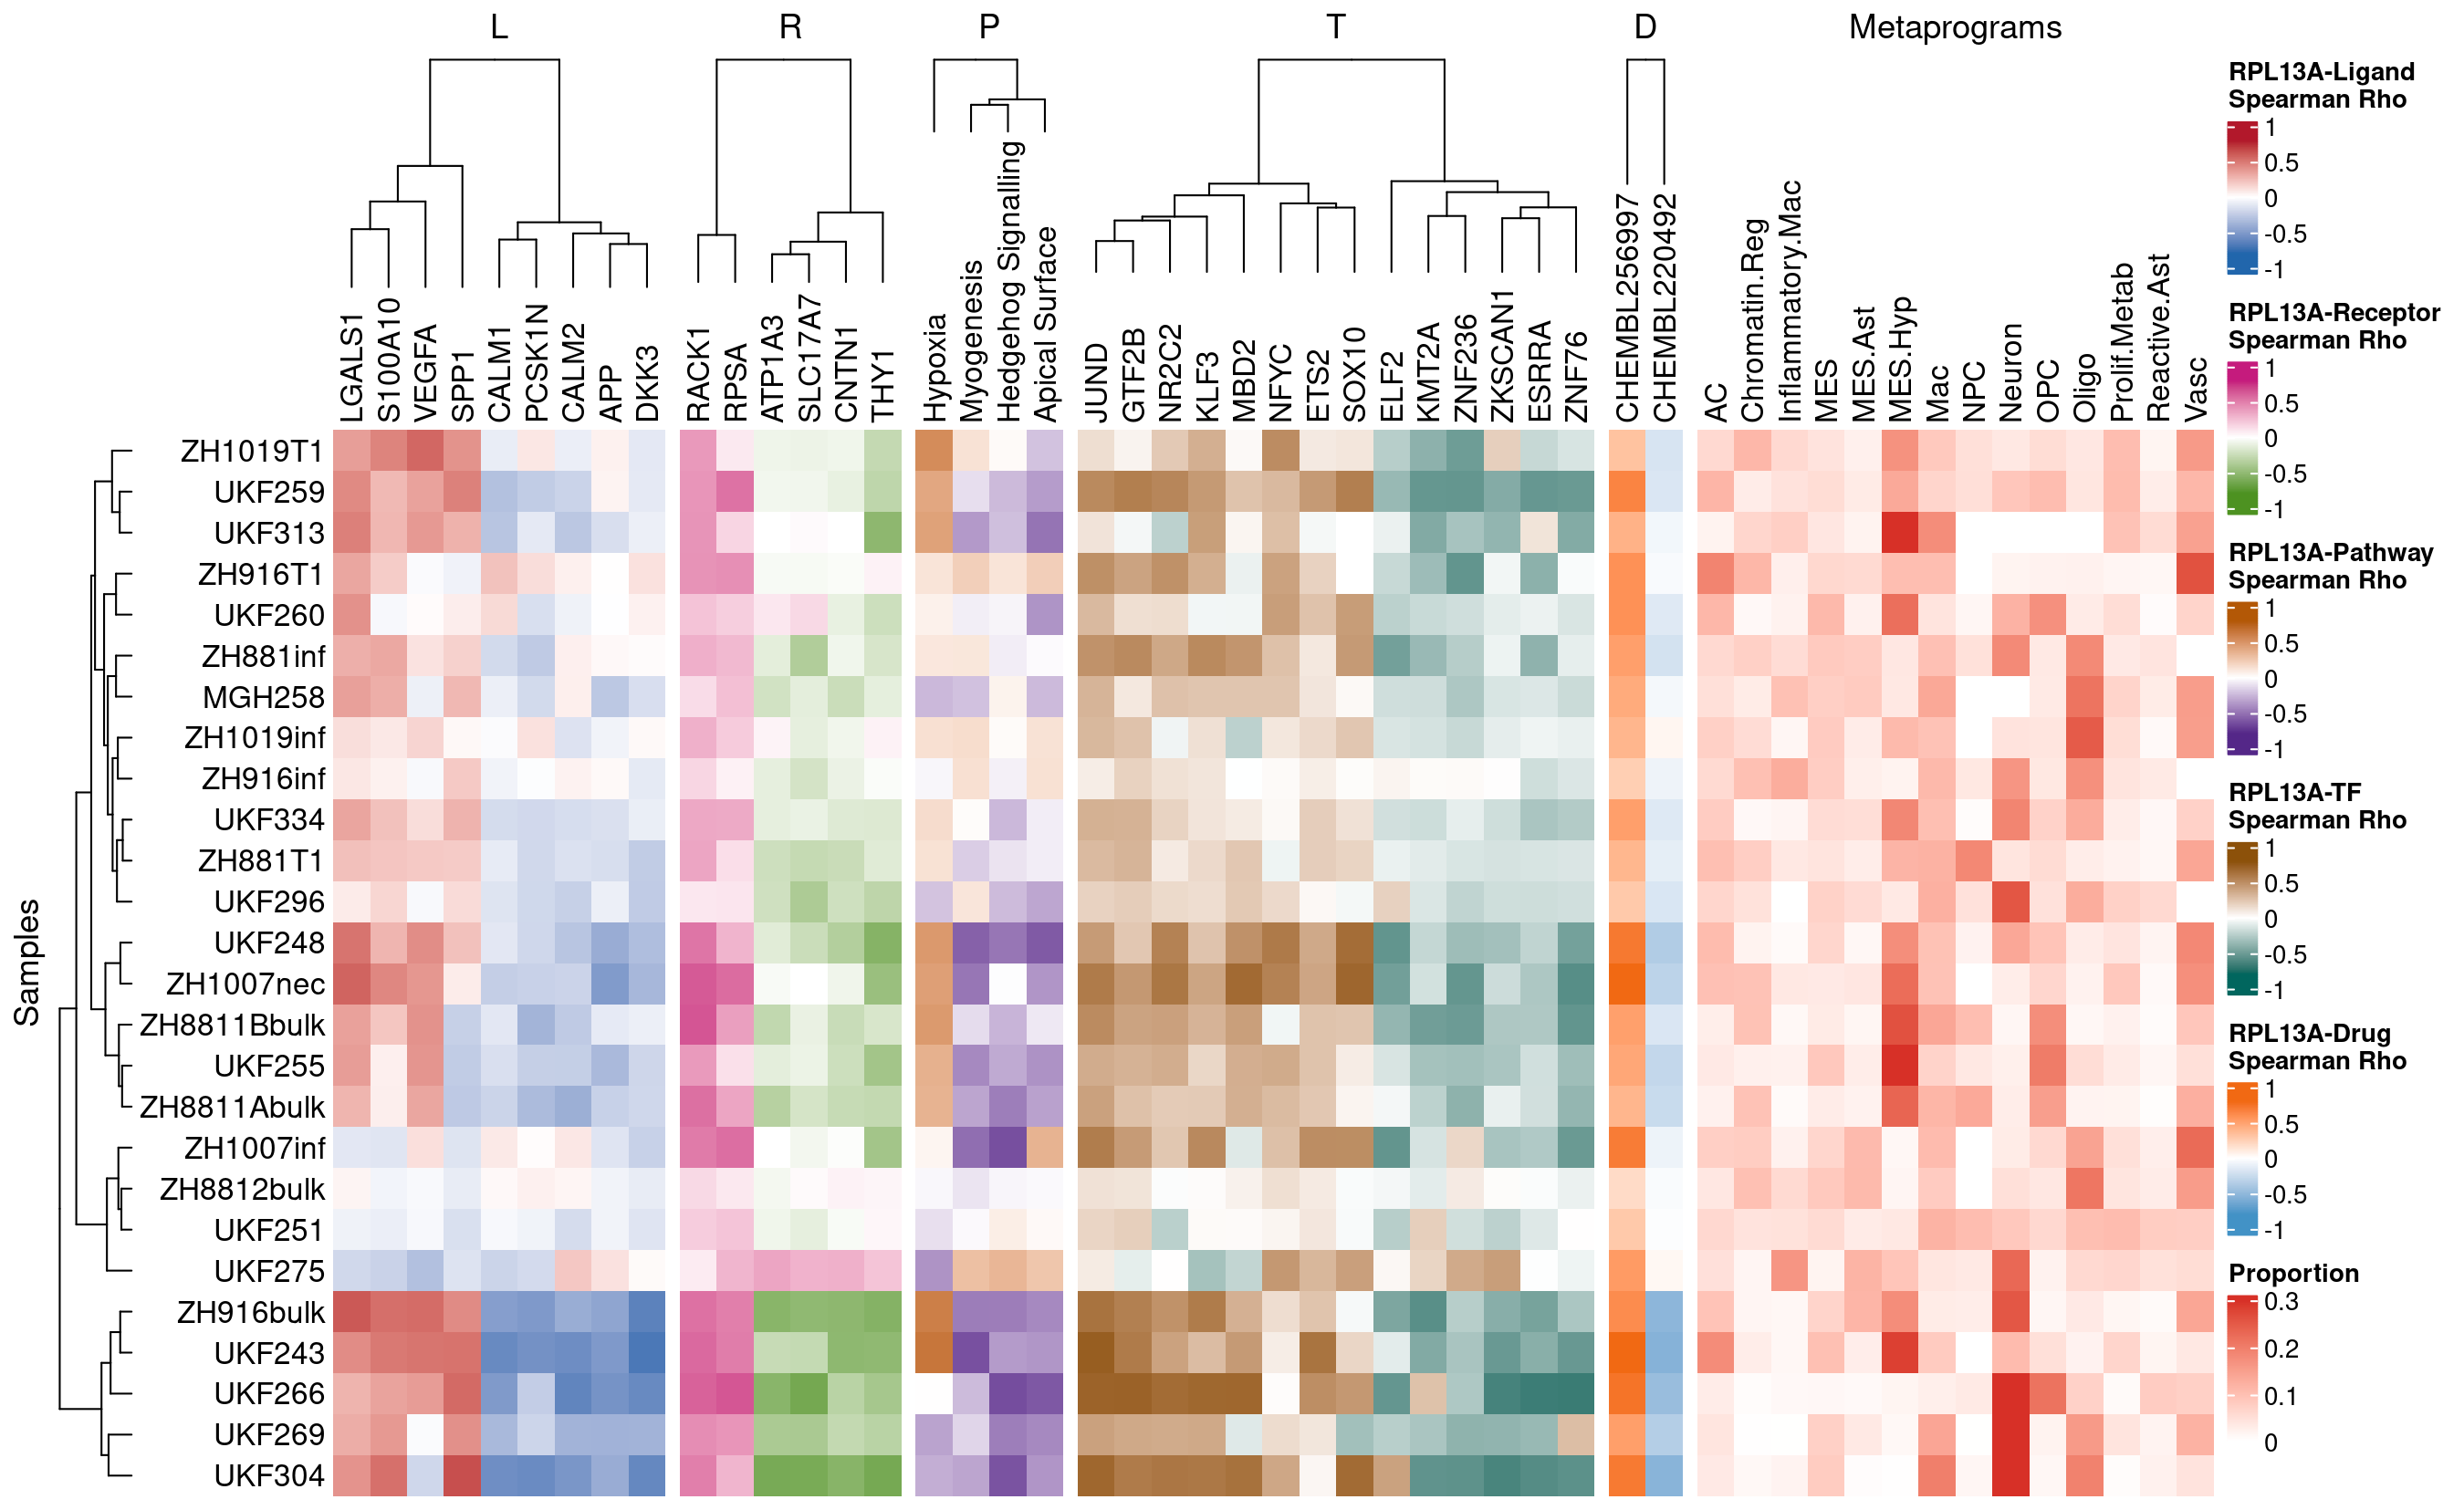 L R P T D Metaprograms
LGALS1 S100A10 VEGFA SPP1 CALM1 PCSK1N CALM2 APP DKK3
RACK1 RPSA ATP1A3 SLC17A7 CNTN1 THY1
Hypoxia Myogenesis Hedgehog Signalling Apical Surface
JUND GTF2B NR2C2 KLF3 MBD2 NFYC ETS2 SOX10 ELF2 KMT2A ZNF236 ZKSCAN1 ESRRA ZNF76
CHEMBL256997 CHEMBL220492
AC Chromatin.Reg Inflammatory.Mac MES MES.Ast MES.Hyp Mac NPC Neuron OPC Oligo Prolif.Metab Reactive.Ast Vasc
Samples
ZH1019T1
UKF259
UKF313
ZH916T1
UKF260
ZH881inf
MGH258
ZH1019inf
ZH916inf
UKF334
ZH881T1
UKF296
UKF248
ZH1007nec
ZH8811Bbulk
UKF255
ZH8811Abulk
ZH1007inf
ZH8812bulk
UKF251
UKF275
ZH916bulk
UKF243
UKF266
UKF269
UKF304
RPL13A-Ligand
Spearman Rho
1
0.5
0
-0.5
-1
RPL13A-Receptor
Spearman Rho
1
0.5
0
-0.5
-1
RPL13A-Pathway
Spearman Rho
1
0.5
0
-0.5
-1
RPL13A-TF
Spearman Rho
1
0.5
0
-0.5
-1
RPL13A-Drug
Spearman Rho
1
0.5
0
-0.5
-1
Proportion
0.3
0.2
0.1
0